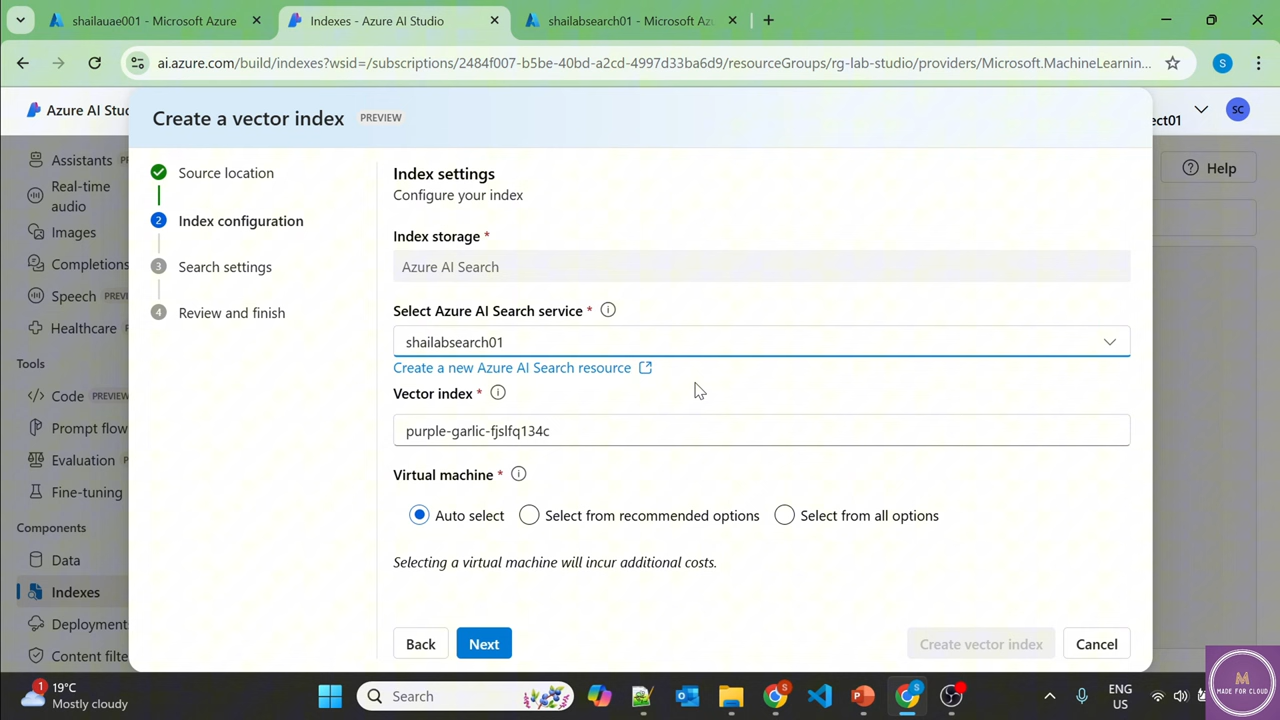 shailuae001 - Microsoft Azure
Indexes - Azure AI Studio
shailabsearch01 - Microsoft Azu
ai.azure.com/build/indexes?wsid=/subscriptions/2484f007-b5be-40bd-a2cd-4997d33ba6d9/resourceGroups/rg-lab-studio/providers/Microsoft.MachineLearnin...
S
Azure AI Stud
ect01
SC
Create a vector index PREVIEW
Assistants PR
Real-time
audio
Images
Completions
Speech PREVI
Healthcare P
Tools
Code PREVIEW
Prompt flow
Evaluation P
Fine-tuning
Components
Data
Indexes
Deployment
Content filte
Source location
2 Index configuration
3 Search settings
4 Review and finish
Index settings
Configure your index
Index storage *
Azure AI Search
Select Azure AI Search service *
shailabsearch01
Create a new Azure AI Search resource
Vector index *
purple-garlic-fjslfq134c
Virtual machine *
Auto select
Select from recommended options
Select from all options
Selecting a virtual machine will incur additional costs.
Back
Next
Create vector index
Cancel
Help
1
19°C
Mostly cloudy
Search
S
S
ENG
US
M
MADE FOR CLOUD